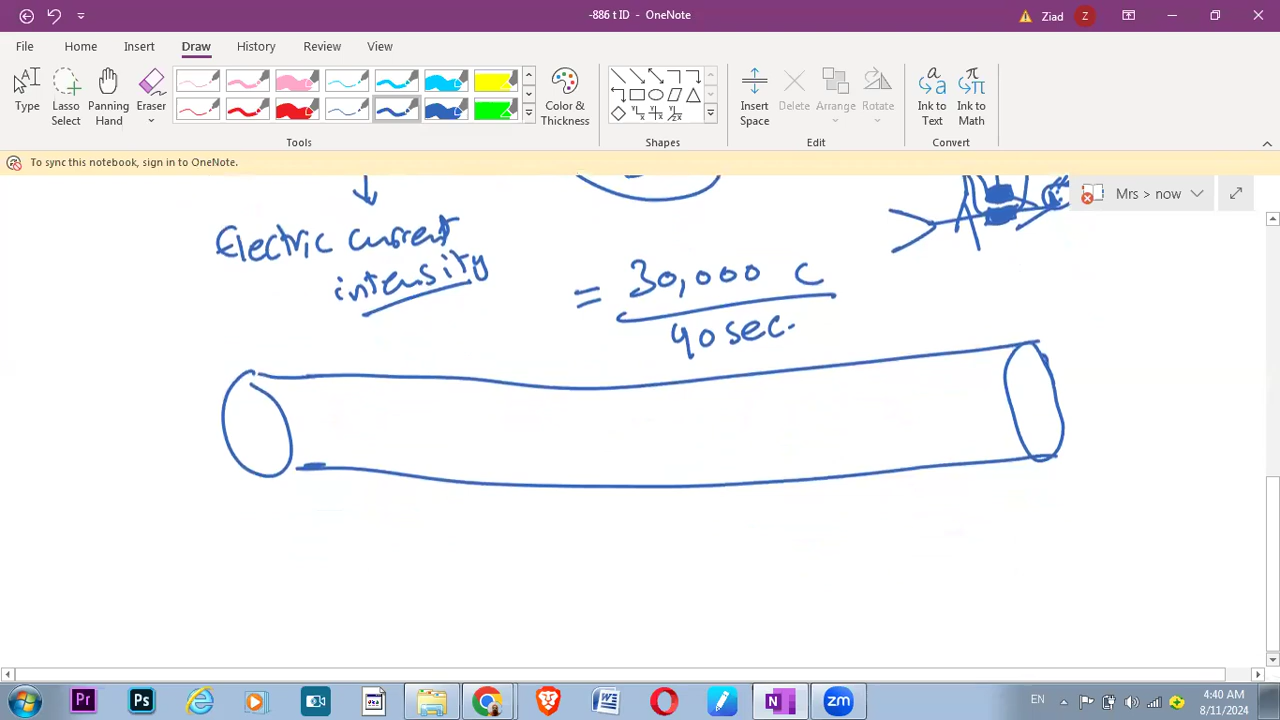 -886 t ID - OneNote
Ziad
Z
File
Home
Insert
Draw
History
Review
View
Type
Lasso Select
Panning Hand
Eraser
Color & Thickness
Insert Space
Delete
Arrange
Rotate
Ink to Text
Ink to Math
Tools
Shapes
Edit
Convert
To sync this notebook, sign in to OneNote.
Mrs > now
Electric current
intensity
= 30,000 C
40 sec.
Pr
Ps
zm
EN
4:40 AM
8/11/2024